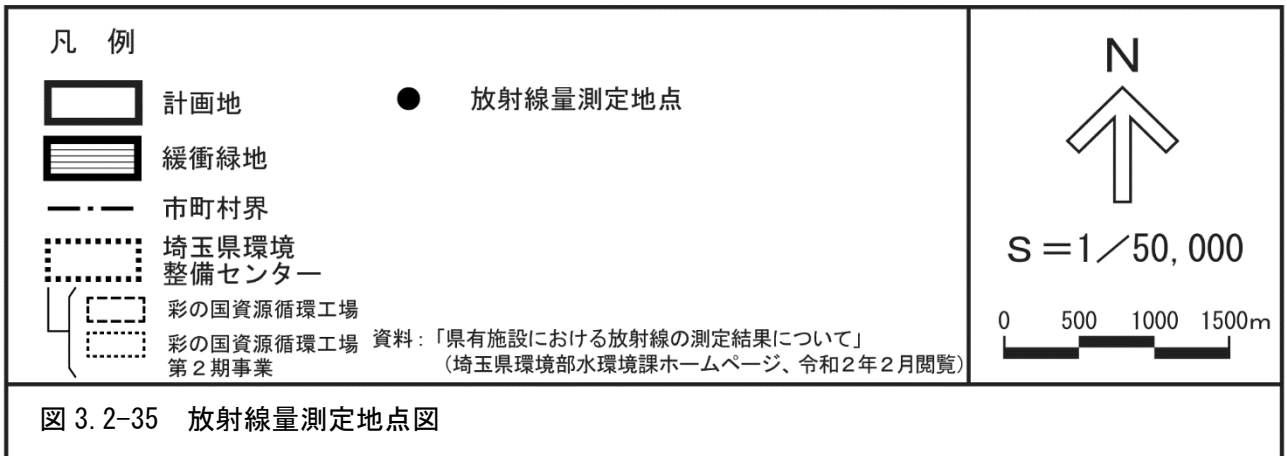 凡 例
計画地
● 放射線量測定地点
緩衝緑地
市町村界
埼玉県環境
整備センター
彩の国資源循環工場
彩の国資源循環工場
第2期事業
資料:「県有施設における放射線の測定結果について」
(埼玉県環境部水環境課ホームページ、令和2年2月閲覧)
N
S=1/50,000
0 500 1000 1500m
図 3.2-35 放射線量測定地点図